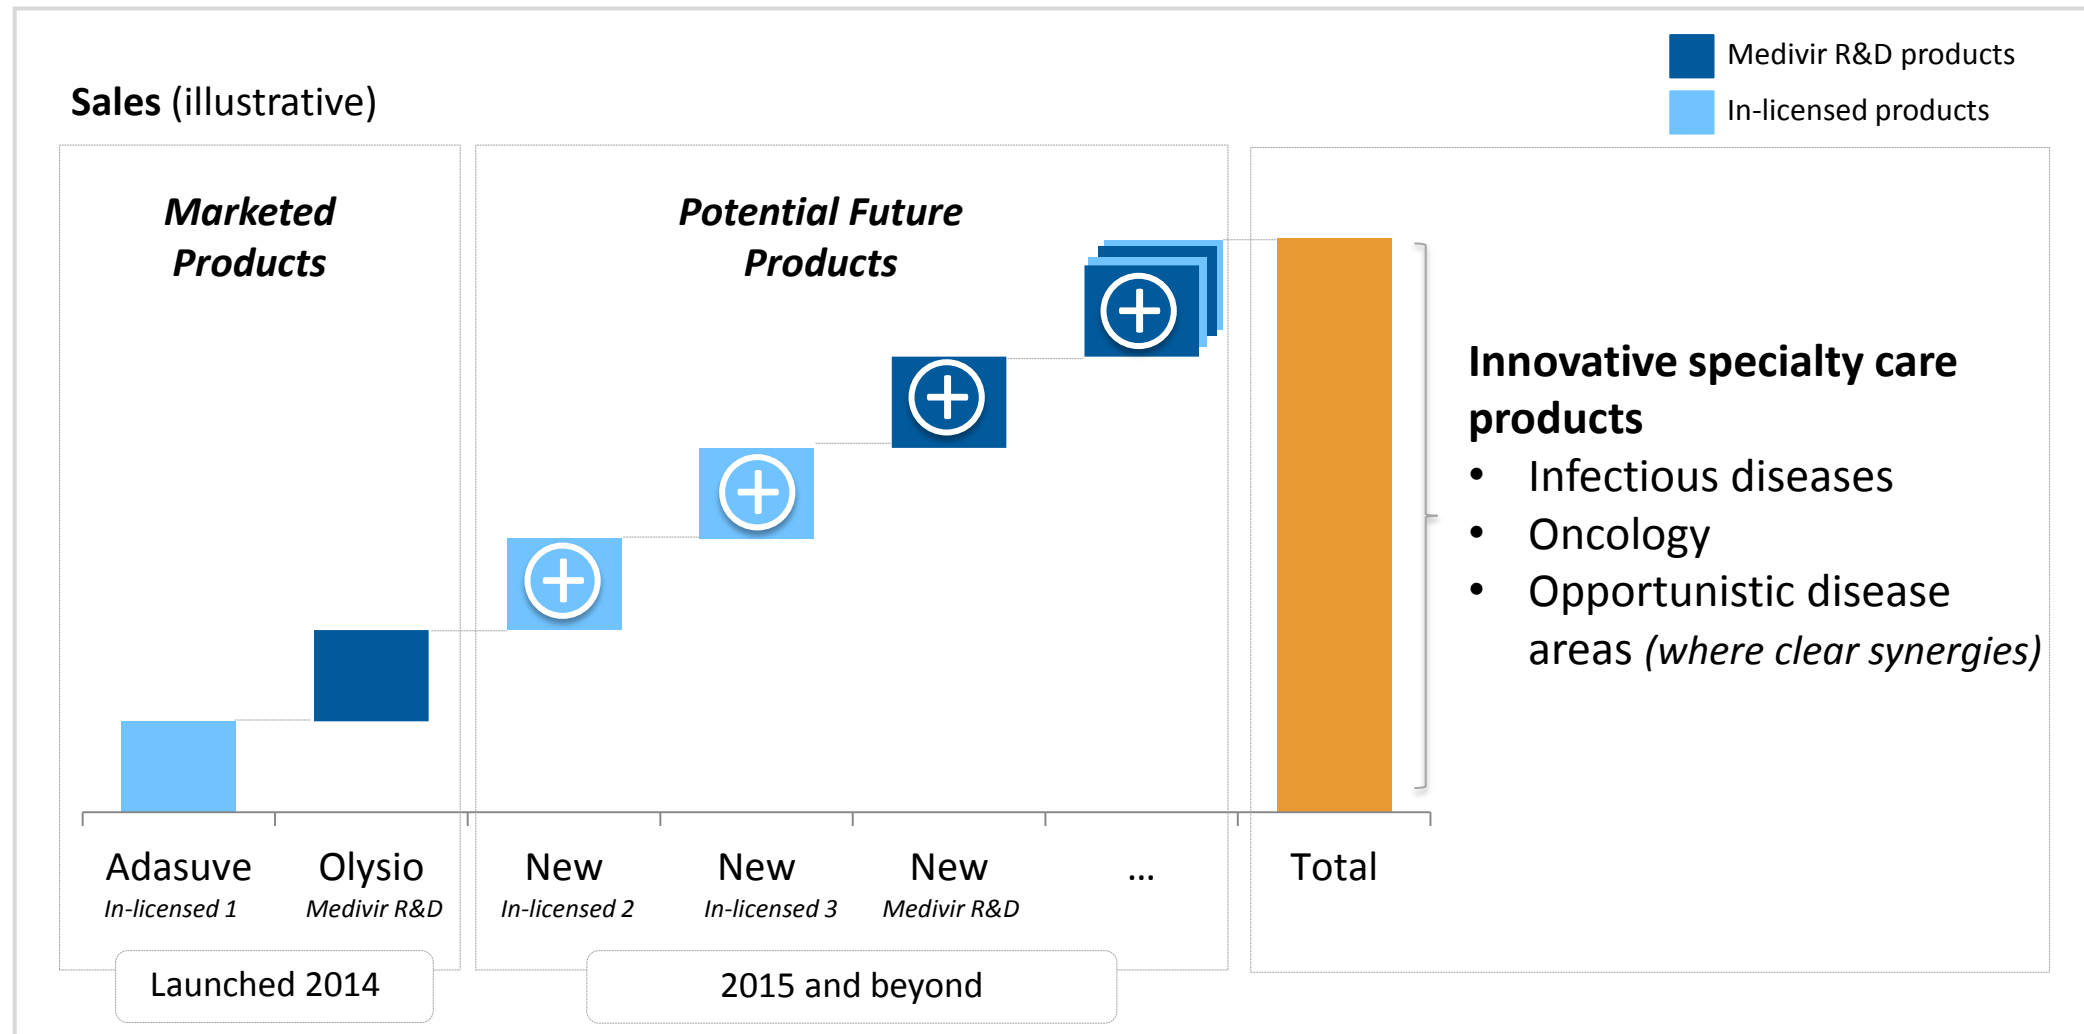 Medivir R&D products
In-licensed products
Sales (illustrative)
Marketed
Products
Potential Future
Products
Innovative specialty care
products
• Infectious diseases
• Oncology
• Opportunistic disease
areas (where clear synergies)
Adasuve
In-licensed 1
Olysio
Medivir R&D
New
In-licensed 2
New
In-licensed 3
New
Medivir R&D
...
Total
Launched 2014
2015 and beyond